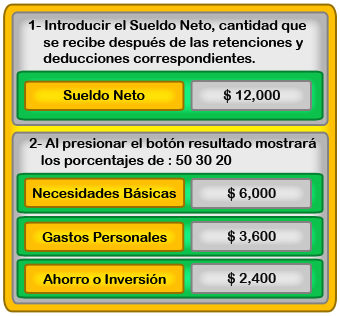 1- Introducir el Sueldo Neto, cantidad que
se recibe después de las retenciones y
deducciones correspondientes.
Sueldo Neto $ 12,000
2- Al presionar el botón resultado mostrará
los porcentajes de : 50 30 20
Necesidades Básicas $ 6,000
Gastos Personales $ 3,600
Ahorro o Inversión $ 2,400